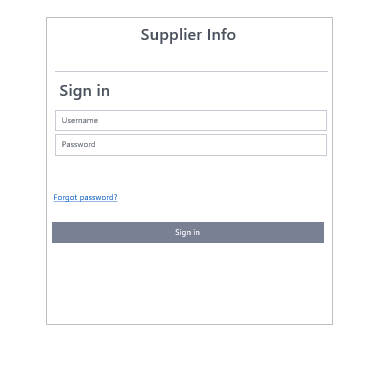 Supplier Info
Sign in
Username
Password
Forgot password?
Sign in